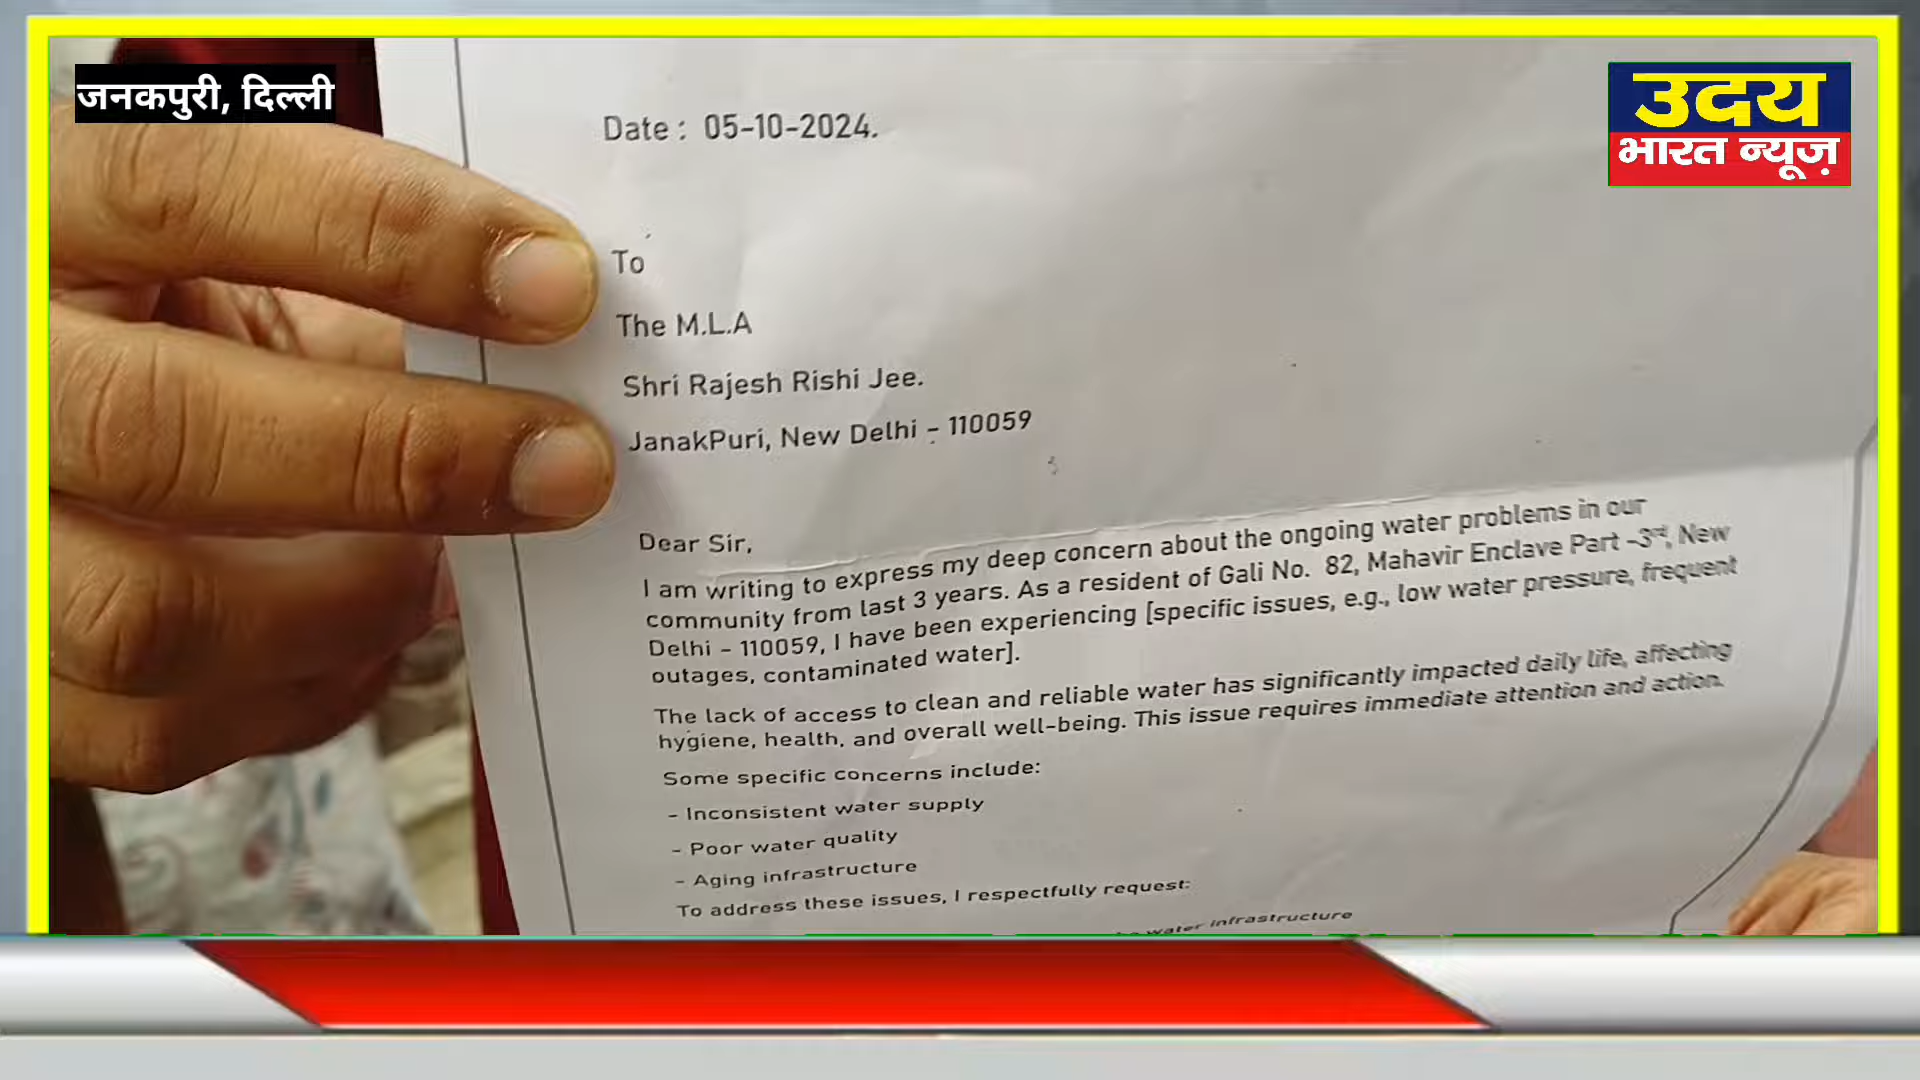 जनकपुरी, दिल्ली
उदय
भारत न्यूज़
Date : 05-10-2024.
To
The M.L.A
Shri Rajesh Rishi Jee.
JanakPuri, New Delhi - 110059
Dear Sir,
I am writing to express my deep concern about the ongoing water problems in our
community from last 3 years. As a resident of Gali No. 82, Mahavir Enclave Part -3rd, New
Delhi - 110059, I have been experiencing [specific issues, e.g., low water pressure, frequent
outages, contaminated water].
The lack of access to clean and reliable water has significantly impacted daily life, affecting
hygiene, health, and overall well-being. This issue requires immediate attention and action.
Some specific concerns include:
- Inconsistent water supply
- Poor water quality
- Aging infrastructure
To address these issues, I respectfully request:
water infrastructure